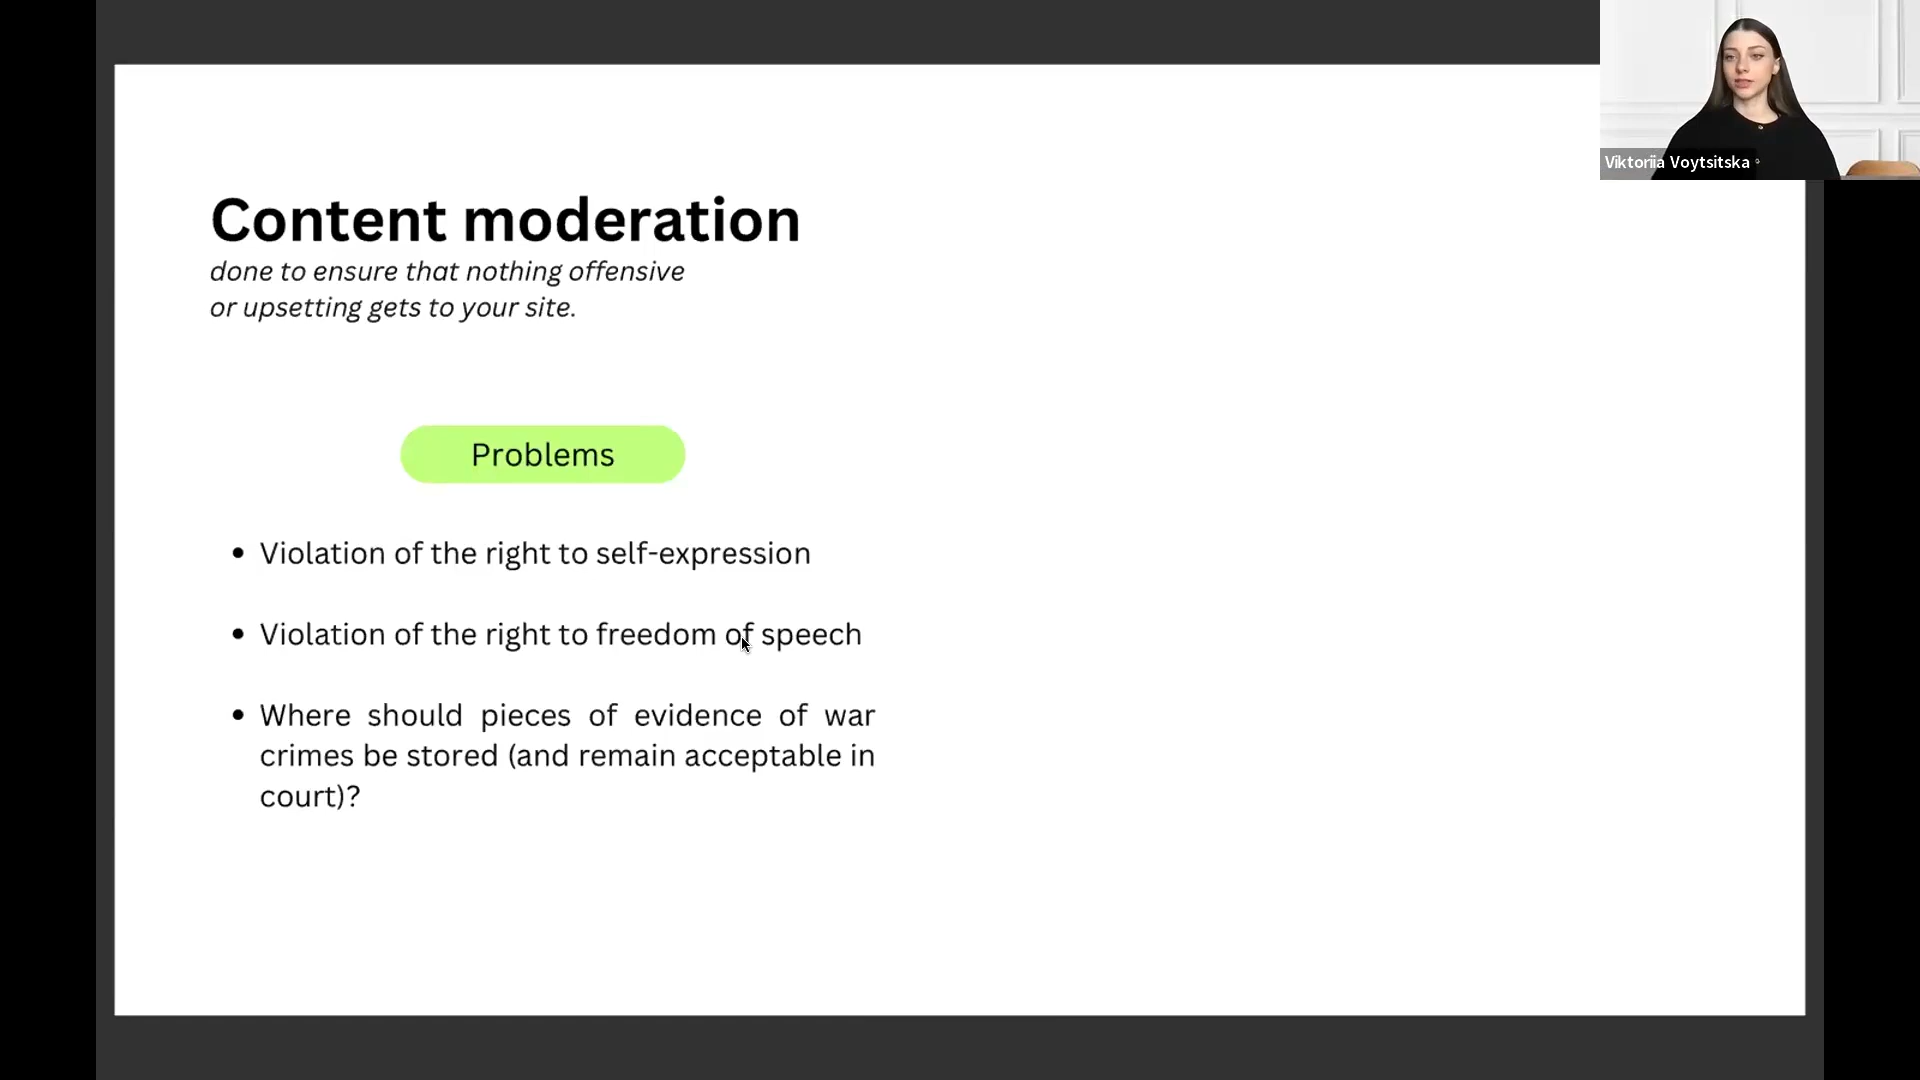 Content moderation
done to ensure that nothing offensive
or upsetting gets to your site.
Problems
• Violation of the right to self-expression
• Violation of the right to freedom of speech
• Where should pieces of evidence of war
crimes be stored (and remain acceptable in
court)?
Viktoriia Voytsitska